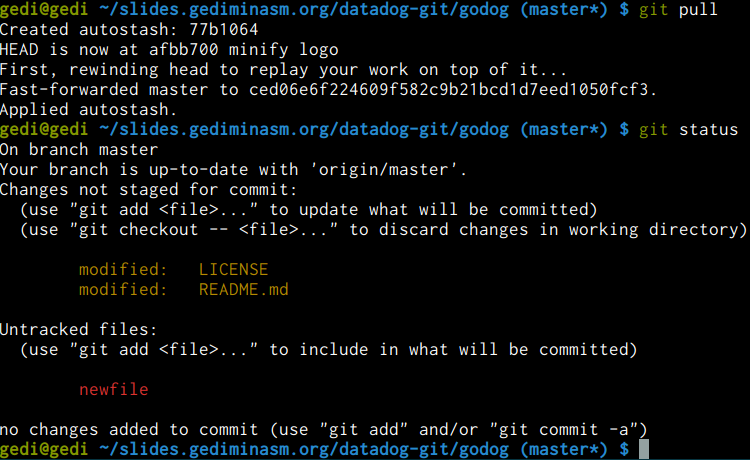 gedi@gedi ~/slides.gediminasm.org/datadog-git/godog (master*) $ git pull
Created autostash: 77b1064
HEAD is now at afbb700 minify logo
First, rewinding head to replay your work on top of it...
Fast-forwarded master to ced06e6f224609f582c9b21bcd1d7eed1050fcf3.
Applied autostash.
gedi@gedi ~/slides.gediminasm.org/datadog-git/godog (master*) $ git status
On branch master
Your branch is up-to-date with 'origin/master'.
Changes not staged for commit:
  (use "git add <file>..." to update what will be committed)
  (use "git checkout -- <file>..." to discard changes in working directory)
        modified:   LICENSE
        modified:   README.md
Untracked files:
  (use "git add <file>..." to include in what will be committed)
        newfile
no changes added to commit (use "git add" and/or "git commit -a")
gedi@gedi ~/slides.gediminasm.org/datadog-git/godog (master*) $